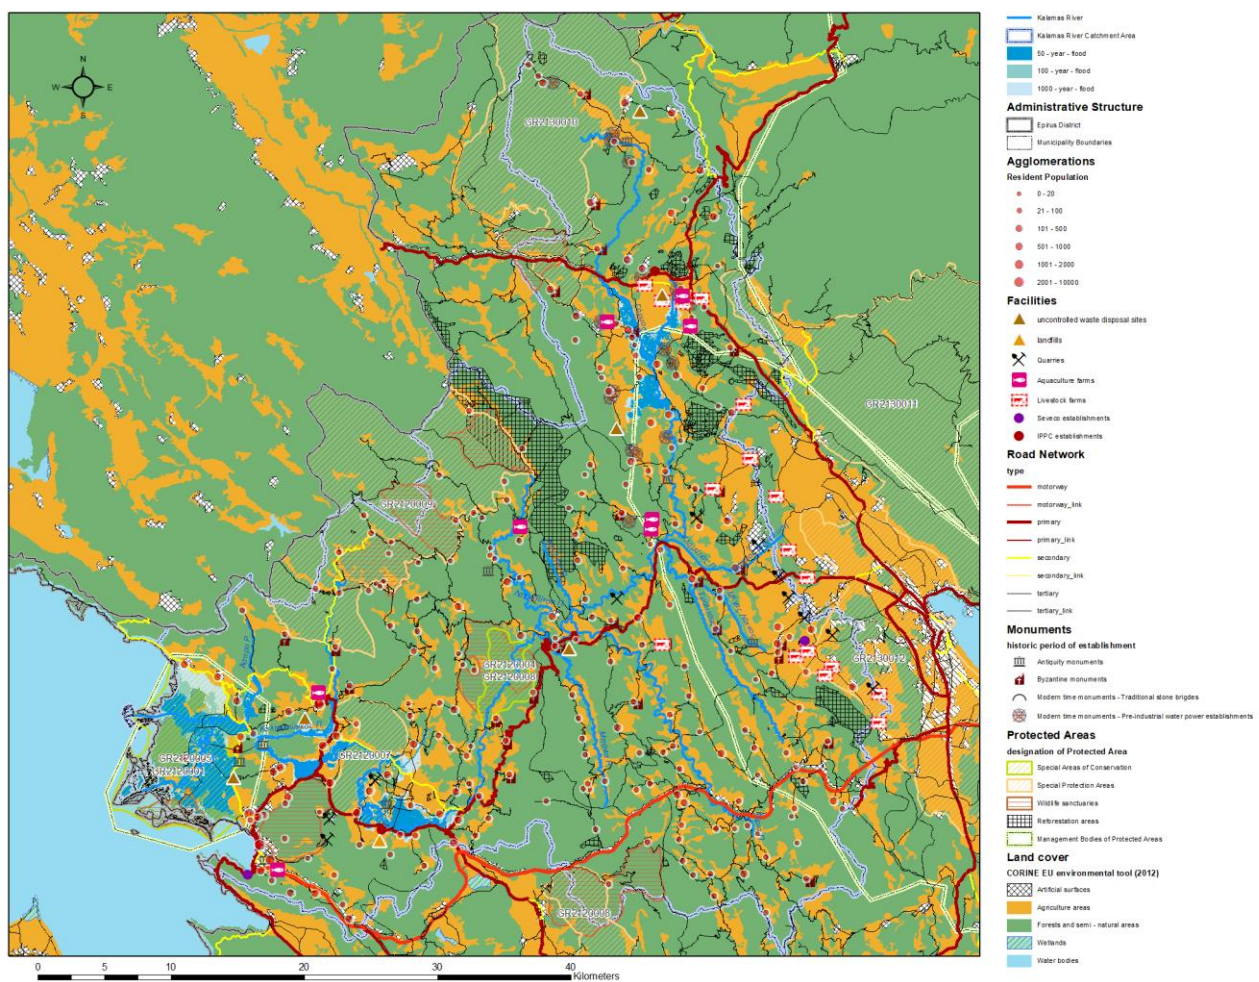 N
W E
S
GR2130010
GR2130011
GR2120009
GR2120004
GR2120008
GR2130012
GR2120007
GR2120001
GR2120008
0 5 10 20 30 40
Kilometers
Kalamas River
Kalamas River Catchment Area
50 - year - flood
100 - year - flood
1000 - year - flood
Administrative Structure
Epirus District
Municipality Boundaries
Agglomerations
Resident Population
0 - 20
21 - 100
101 - 500
501 - 1000
1001 - 2000
2001 - 10000
Facilities
uncontrolled waste disposal sites
landfills
Quarries
Aquaculture farms
Livestock farms
Seveco establishments
IPPC establishments
Road Network
type
motorway
motorway_link
primary
primary_link
secondary
secondary_link
tertiary
tertiary_link
Monuments
historic period of establishment
Antiquity monuments
Byzantine monuments
Modern time monuments - Traditional stone brigdes
Modern time monuments - Pre-industrial water power establishments
Protected Areas
designation of Protected Area
Special Areas of Conservation
Special Protection Areas
Wildlife sanctuaries
Reforestation areas
Management Bodies of Protected Areas
Land cover
CORINE EU environmental tool (2012)
Artificial surfaces
Agriculture areas
Forests and semi - natural areas
Wetlands
Water bodies